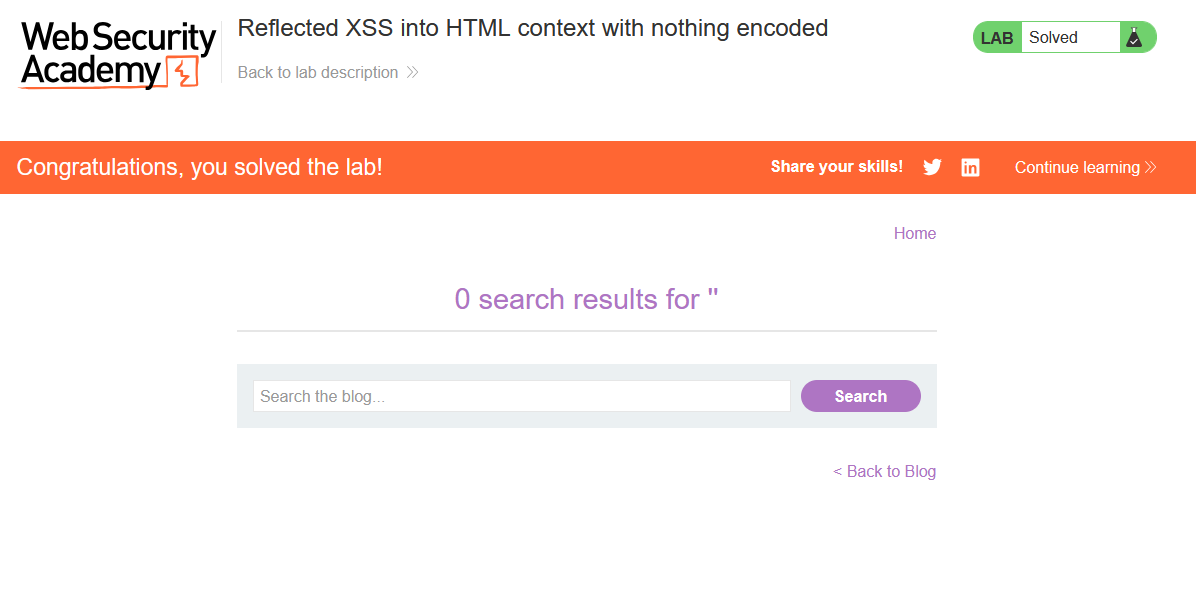 Web Security
Academy
Reflected XSS into HTML context with nothing encoded
Back to lab description
LAB Solved
Congratulations, you solved the lab!
Share your skills!
Continue learning
Home
0 search results for ''
Search the blog...
Search
< Back to Blog